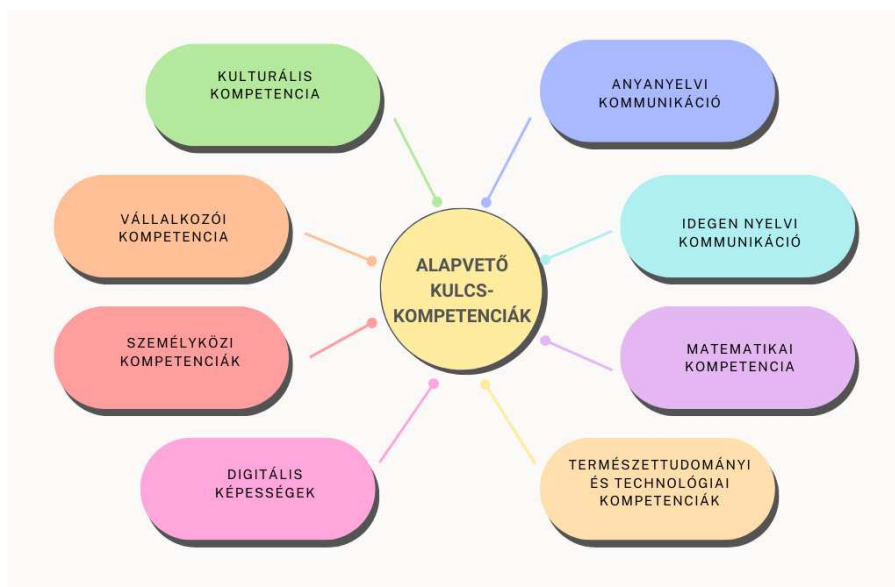 KULTURÁLIS
KOMPETENCIA
ANYANYELVI
KOMMUNIKÁCIÓ
VÁLLALKOZÓI
KOMPETENCIA
IDEGEN NYELVI
KOMMUNIKÁCIÓ
ALAPVETŐ
KULCS-
KOMPETENCIÁK
SZEMÉLYKÖZI
KOMPETENCIÁK
MATEMATIKAI
KOMPETENCIA
DIGITÁLIS
KÉPESSÉGEK
TERMÉSZETTUDOMÁNYI
ÉS TECHNOLÓGIAI
KOMPETENCIÁK